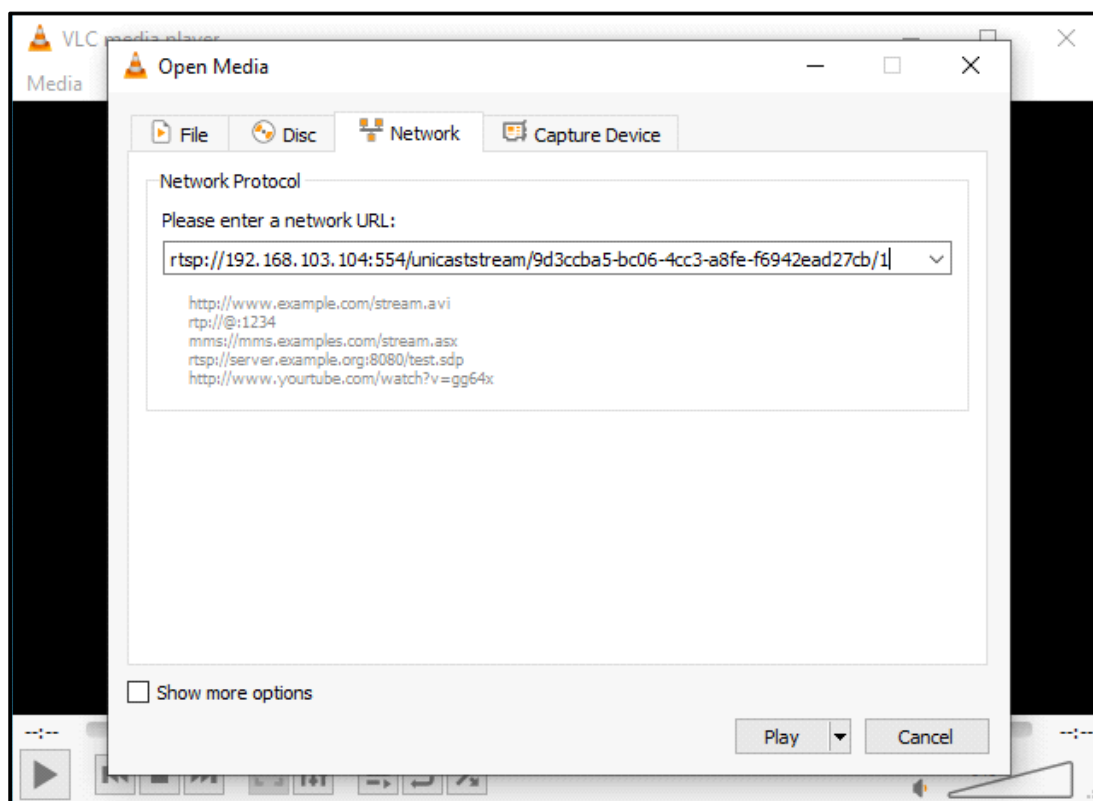 VLC media player
Media
Open Media
File
Disc
Network
Capture Device
Network Protocol
Please enter a network URL:
rtsp://192.168.103.104:554/unicaststream/9d3ccba5-bc06-4cc3-a8fe-f6942ead27cb/1
http://www.example.com/stream.avi
rtp://@:1234
mms://mms.examples.com/stream.asx
rtsp://server.example.org:8080/test.sdp
http://www.yourtube.com/watch?v=gg64x
Show more options
Play
Cancel
--:--
--:--